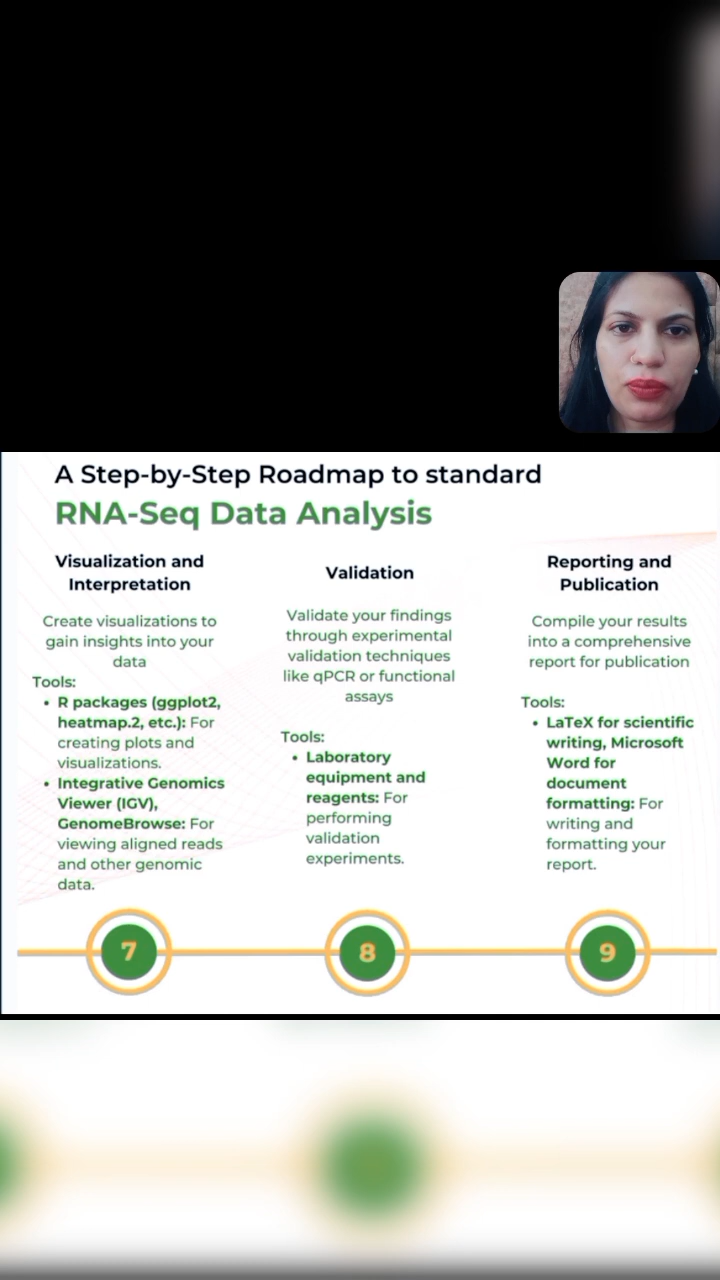 A Step-by-Step Roadmap to standard
RNA-Seq Data Analysis
Visualization and
Interpretation
Create visualizations to
gain insights into your
data
Tools:
• R packages (ggplot2,
heatmap.2, etc.): For
creating plots and
visualizations.
• Integrative Genomics
Viewer (IGV),
GenomeBrowse: For
viewing aligned reads
and other genomic
data.
7
Validation
Validate your findings
through experimental
validation techniques
like qPCR or functional
assays
Tools:
• Laboratory
equipment and
reagents: For
performing
validation
experiments.
8
Reporting and
Publication
Compile your results
into a comprehensive
report for publication
Tools:
• LaTeX for scientific
writing, Microsoft
Word for
document
formatting: For
writing and
formatting your
report.
9